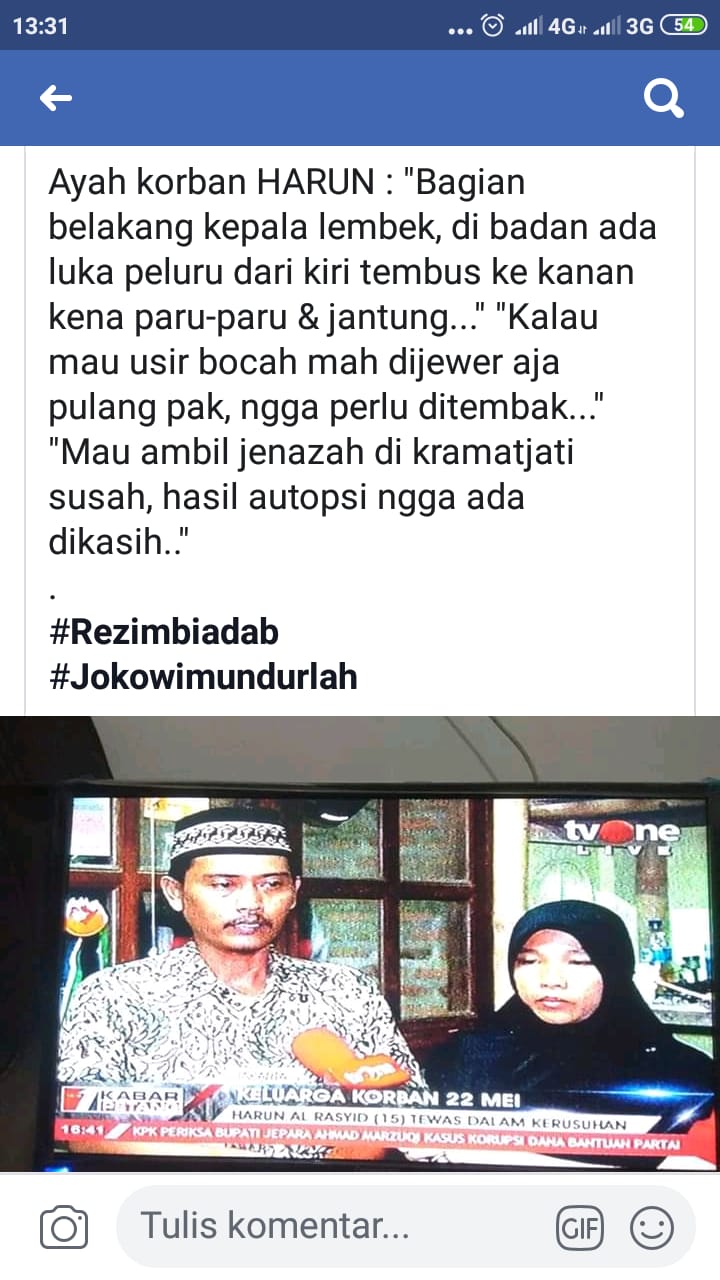 13:31
... 4G 3G 54
Ayah korban HARUN : "Bagian
belakang kepala lembek, di badan ada
luka peluru dari kiri tembus ke kanan
kena paru-paru & jantung..." "Kalau
mau usir bocah mah dijewer aja
pulang pak, ngga perlu ditembak..."
"Mau ambil jenazah di kramatjati
susah, hasil autopsi ngga ada
dikasih.."
.
#Rezimbiadab
#Jokowimundurlah
tvOne
LIVE
KABAR
PETANG
KELUARGA KORBAN 22 MEI
HARUN AL RASYID (15) TEWAS DALAM KERUSUHAN
16:41 KPK PERIKSA BUPATI JEPARA AHMAD MARZUQI KASUS KORUPSI DANA BANTUAN PARTAI
Tulis komentar...
GIF